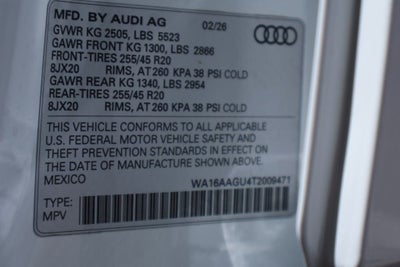 MFD. BY AUDI AG 02/26
GVWR KG 2505, LBS 5523
GAWR FRONT KG 1300, LBS 2866
FRONT-TIRES 255/45 R20
8JX20 RIMS, AT 260 KPA 38 PSI COLD
GAWR REAR KG 1340, LBS 2954
REAR-TIRES 255/45 R20
8JX20 RIMS, AT 260 KPA 38 PSI COLD
THIS VEHICLE CONFORMS TO ALL APPLICABLE
U.S. FEDERAL MOTOR VEHICLE SAFETY AND
THEFT PREVENTION STANDARDS IN EFFECT ON
THE DATE OF MANUFACTURE SHOWN ABOVE.
MEXICO WA16AAGU4T2009471
TYPE:
MPV